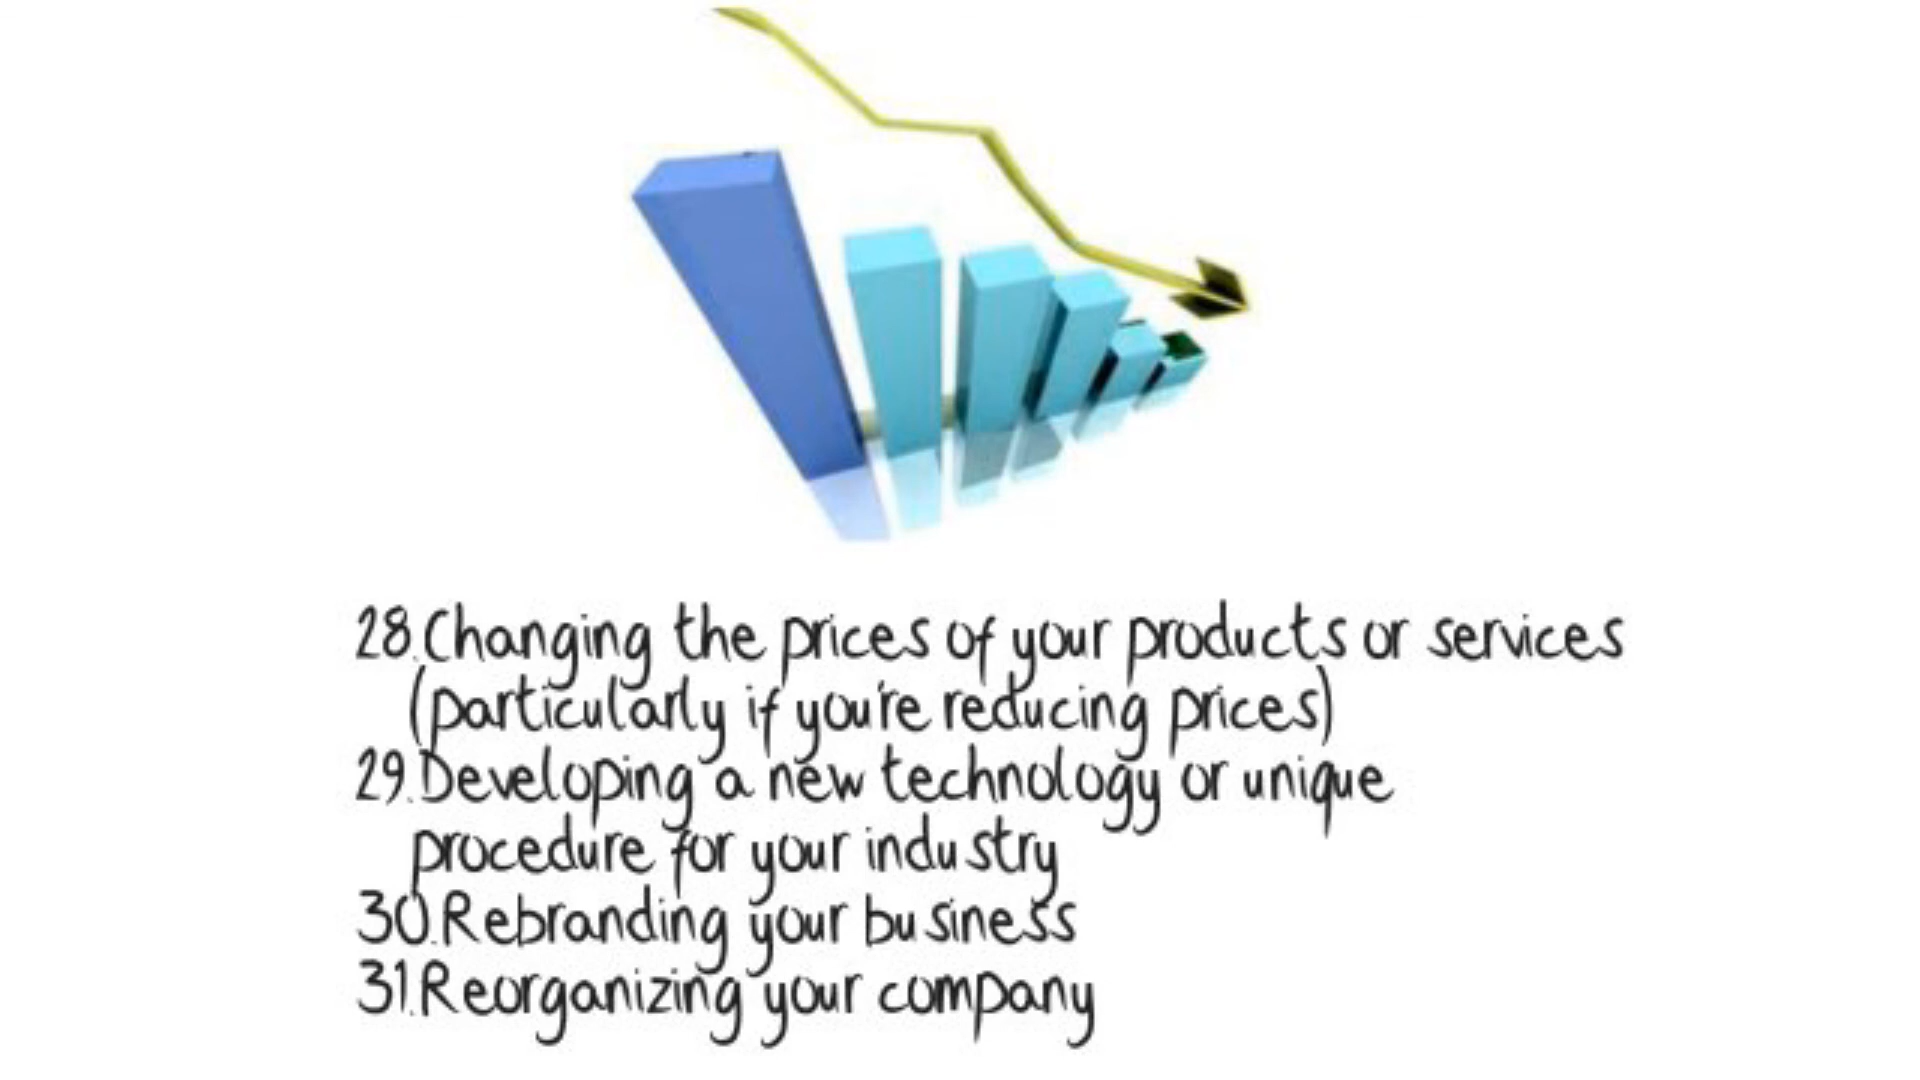 28.Changing the prices of your products or services
(particularly if you're reducing prices)
29.Developing a new technology or unique
procedure for your industry
30.Rebranding your business
31.Reorganizing your company